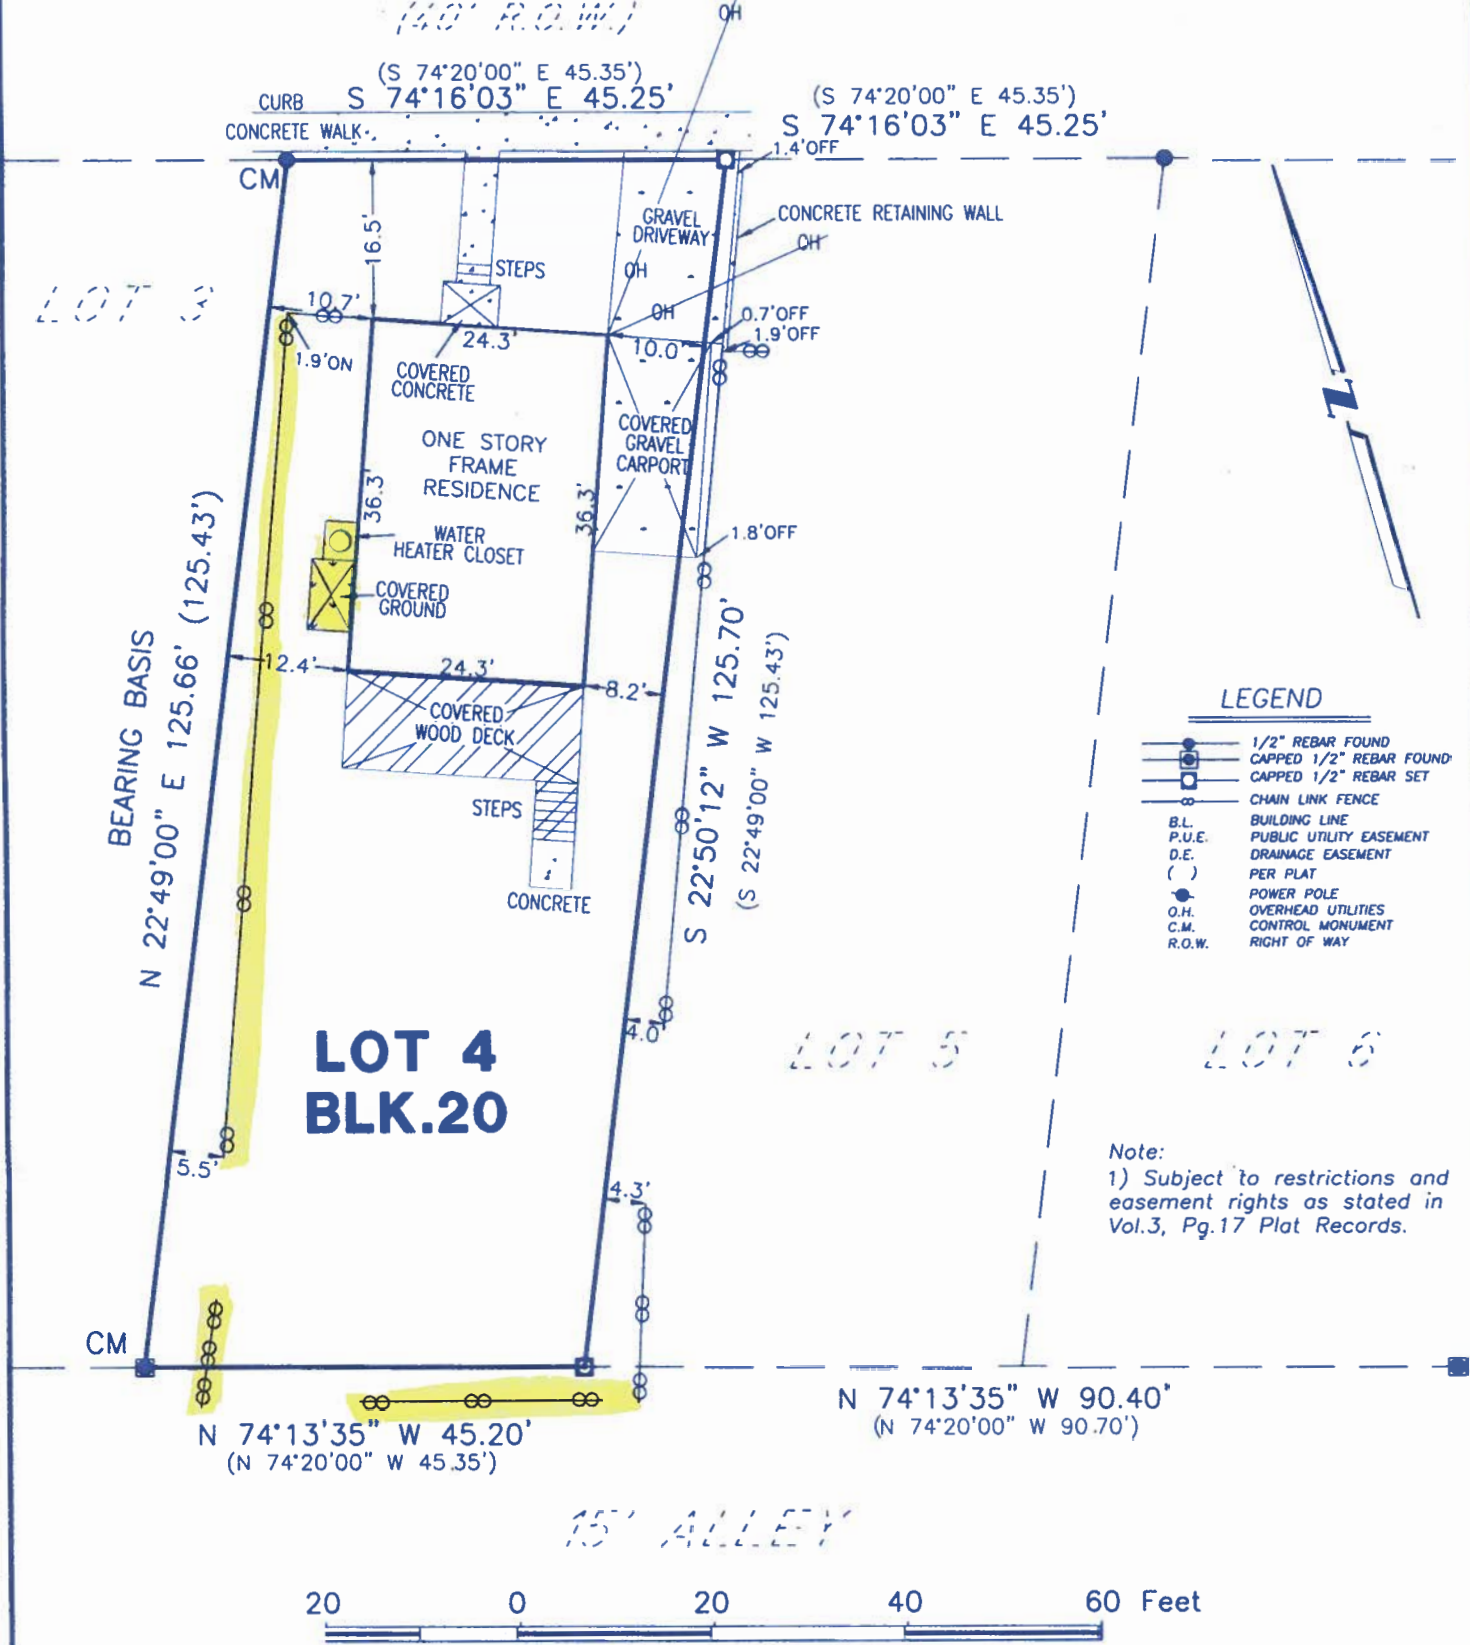 (40' R.O.W.)
OH
(S 74°20'00" E 45.35')
S 74°16'03" E 45.25'
(S 74°20'00" E 45.35')
S 74°16'03" E 45.25'
CURB
CONCRETE WALK
1.4'OFF
CM
GRAVEL
DRIVEWAY
CONCRETE RETAINING WALL
OH
16.5'
STEPS
OH
LOT 3
10.7'
OH
0.7'OFF
1.9'OFF
24.3'
10.0'
1.9'ON
COVERED
CONCRETE
COVERED
GRAVEL
CARPORT
ONE STORY
FRAME
RESIDENCE
36.3'
36.3'
WATER
HEATER CLOSET
1.8'OFF
COVERED
GROUND
BEARING BASIS
N 22°49'00" E 125.66' (125.43')
12.4'
24.3'
8.2'
COVERED
WOOD DECK
S 22°50'12" W 125.70'
(S 22°49'00" W 125.43')
STEPS
CONCRETE
LEGEND
1/2" REBAR FOUND
CAPPED 1/2" REBAR FOUND
CAPPED 1/2" REBAR SET
CHAIN LINK FENCE
B.L. BUILDING LINE
P.U.E. PUBLIC UTILITY EASEMENT
D.E. DRAINAGE EASEMENT
( ) PER PLAT
POWER POLE
O.H. OVERHEAD UTILITIES
C.M. CONTROL MONUMENT
R.O.W. RIGHT OF WAY
Z
4.0'
LOT 4
BLK.20
LOT 5
LOT 6
5.5'
4.3'
Note:
1) Subject to restrictions and
easement rights as stated in
Vol.3, Pg.17 Plat Records.
CM
N 74°13'35" W 45.20'
(N 74°20'00" W 45.35')
N 74°13'35" W 90.40'
(N 74°20'00" W 90.70')
15' ALLEY
20 0 20 40 60 Feet